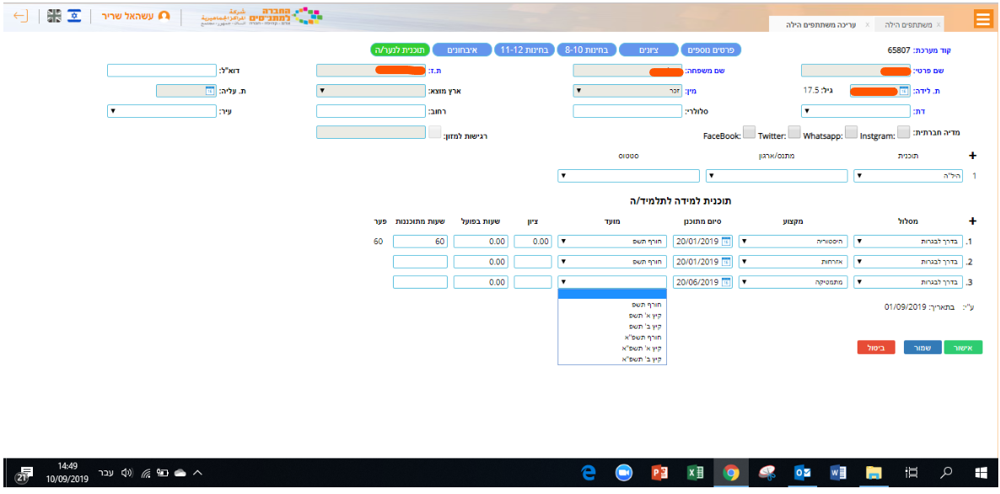 משתתפים הילה x
עריכה משתתפים הילה x
החברה למתנ"סים
עשהאל שריר
קוד מערכת: 65807
פרטים נוספים
ציונים
בחינות 8-10
בחינות 11-12
איבחונים
תוכנית לנער/ה
שם פרטי:
שם משפחה:
ת.ז:
דוא"ל:
ת. לידה:
גיל: 17.5
מין: זכר
ארץ מוצא:
ת. עליה:
דת:
סלולרי:
רחוב:
עיר:
מדיה חברתית: Instgram: Whatsapp: Twitter: FaceBook:
רגישות למזון:
+ תוכנית מתנס/ארגון סטטוס
1 היל"ה
תוכנית למידה לתלמיד/ה
+ מסלול מקצוע סיום מתוכנן מועד ציון שעות בפועל שעות מתוכננות פער
1. בדרך לבגרות היסטוריה 20/01/2019 חורף תשפ 0.00 0.00 60 60
2. בדרך לבגרות אזרחות 20/01/2019 חורף תשפ 0.00
3. בדרך לבגרות מתמטיקה 20/06/2019 0.00
חורף תשפ
קיץ א' תשפ
קיץ ב' תשפ
חורף תשפ"א
קיץ א' תשפ"א
קיץ ב' תשפ"א
ע"י: בתאריך: 01/09/2019
אישור
שמור
ביטול
עבר
14:49
10/09/2019
21